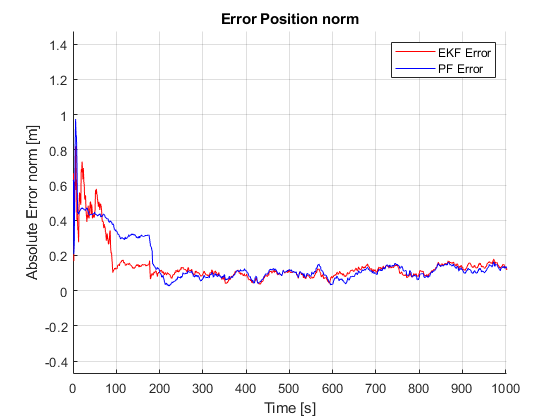 Error Position norm
EKF Error
PF Error
Absolute Error norm [m]
1.4
1.2
1
0.8
0.6
0.4
0.2
0
-0.2
-0.4
0 100 200 300 400 500 600 700 800 900 1000
Time [s]